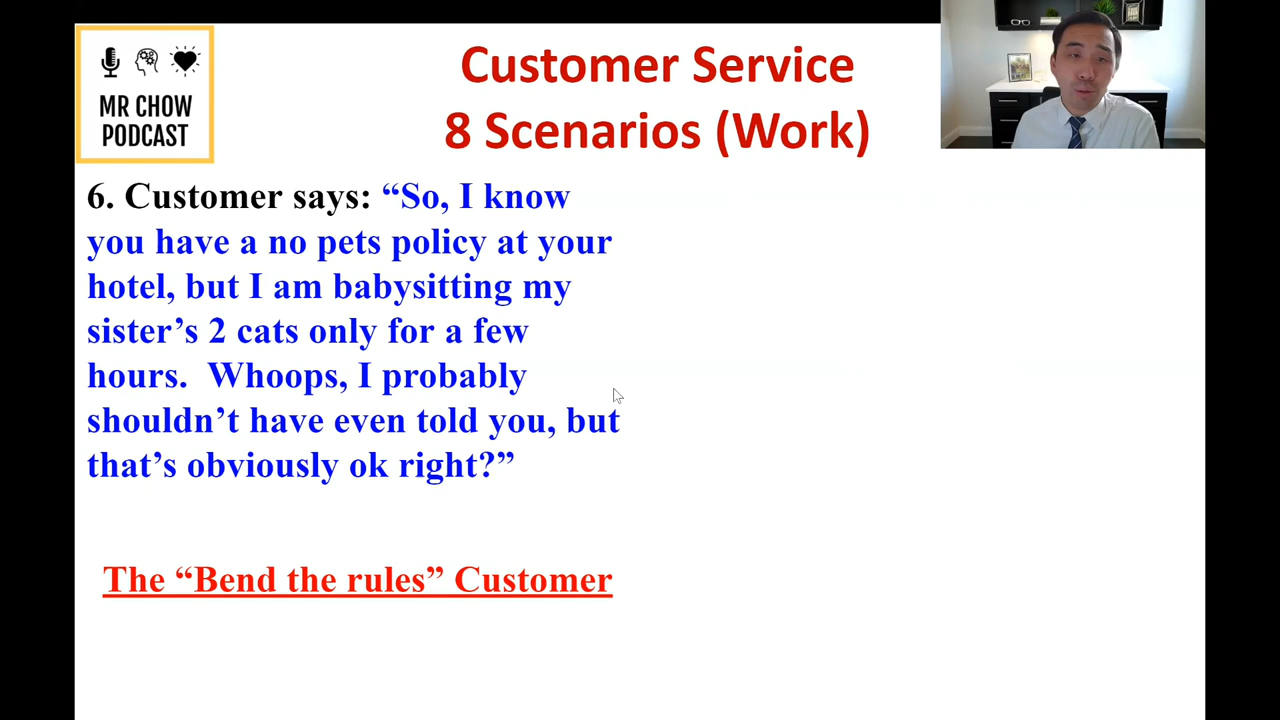 MR CHOW
PODCAST
Customer Service
8 Scenarios (Work)
6. Customer says: “So, I know
you have a no pets policy at your
hotel, but I am babysitting my
sister’s 2 cats only for a few
hours.  Whoops, I probably
shouldn’t have even told you, but
that’s obviously ok right?”
The “Bend the rules” Customer